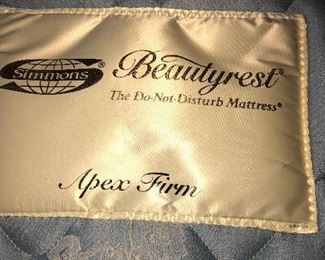 Simmons
Beautyrest®
The Do-Not-Disturb Mattress®
Apex Firm